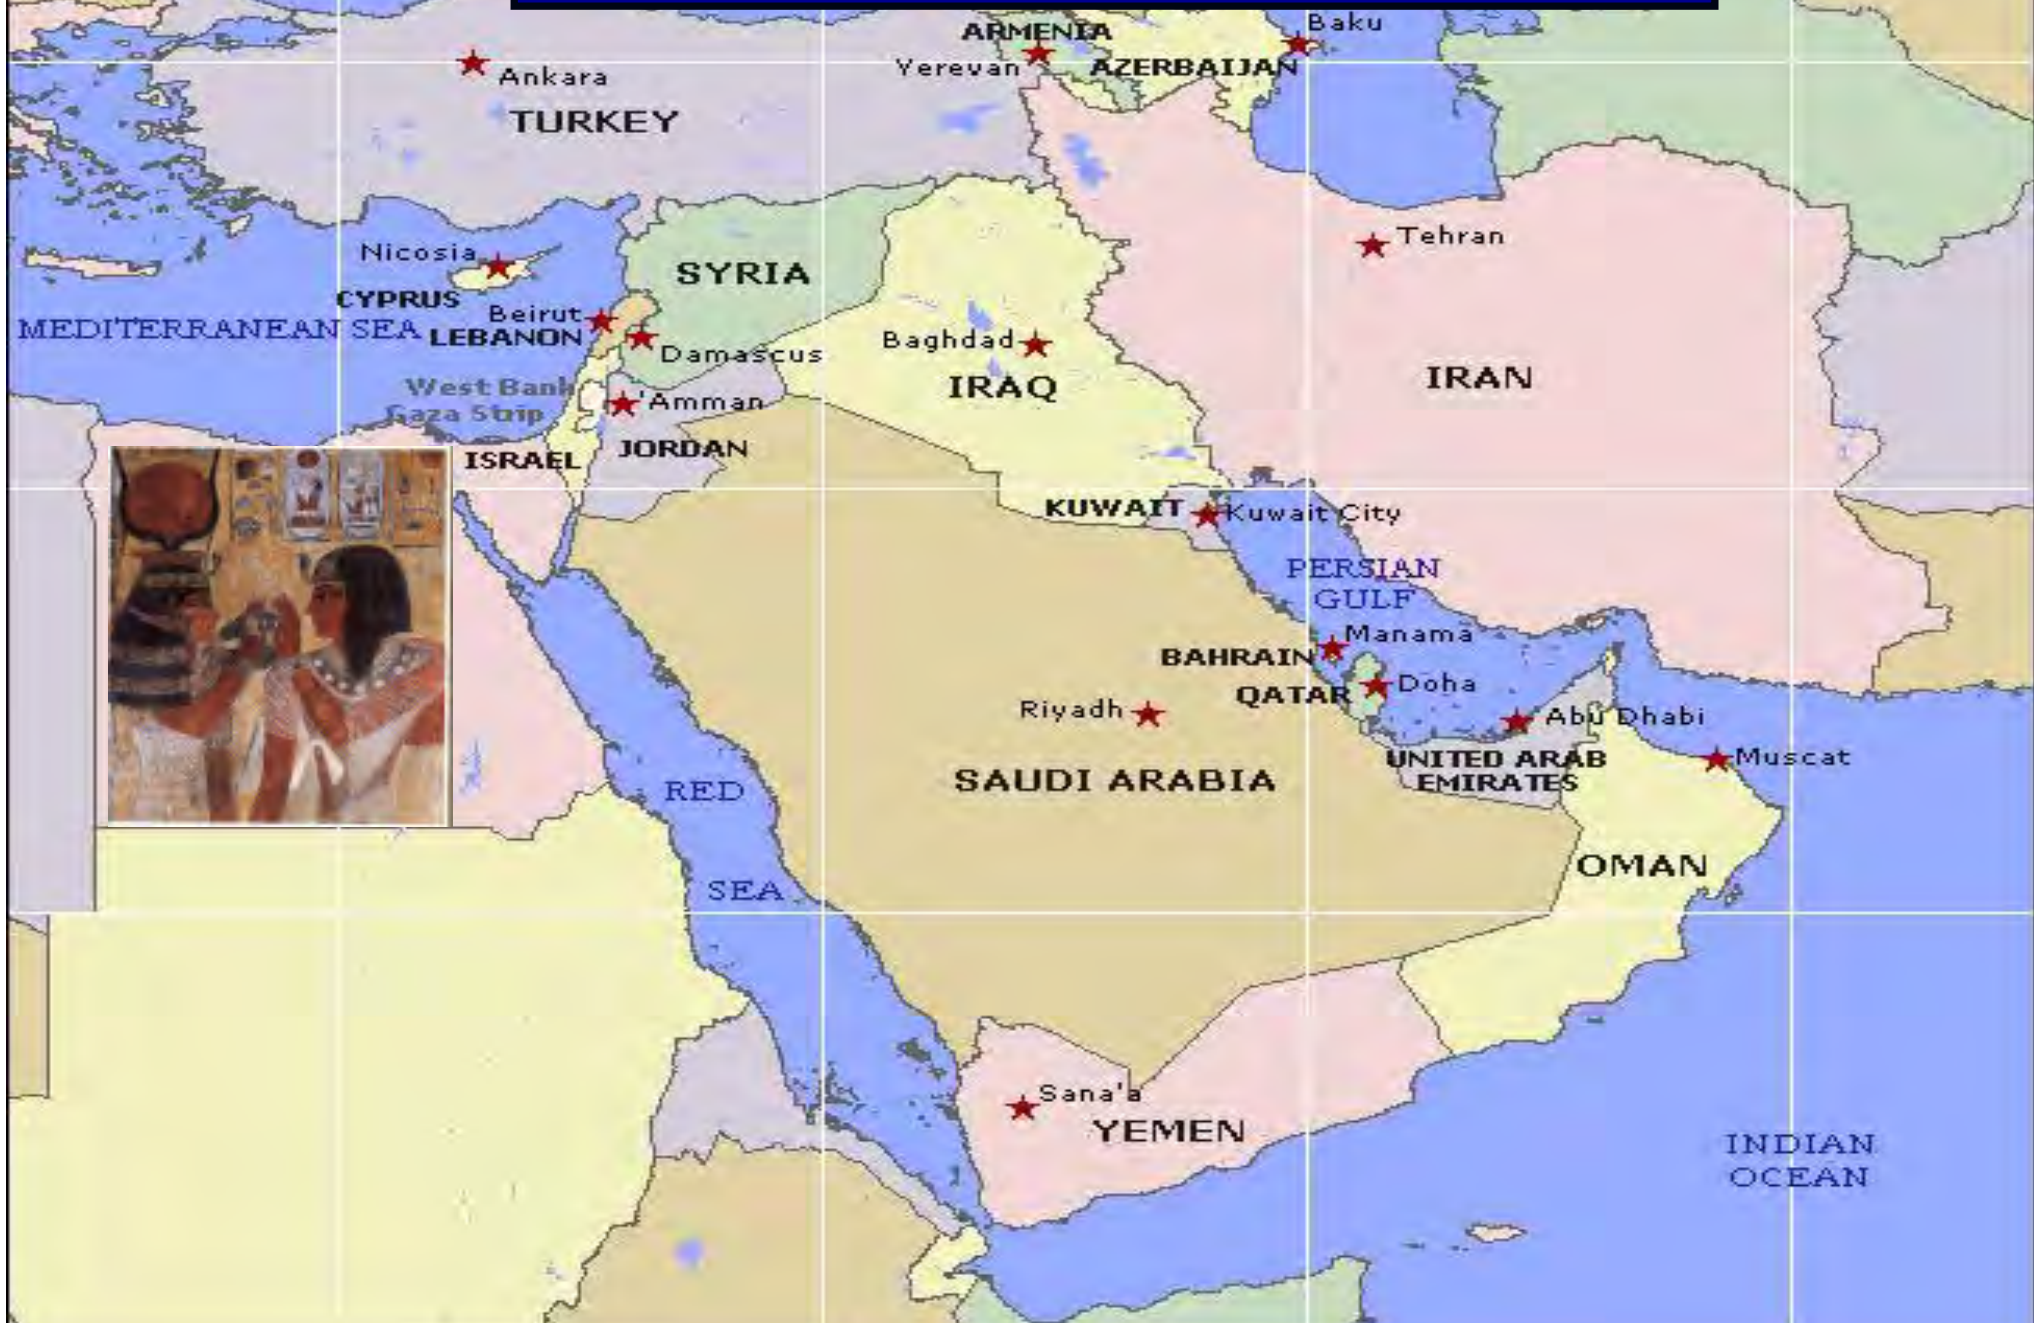 Baku
ARMENIA
Yerevan
AZERBAIJAN
Ankara
TURKEY
Tehran
Nicosia
SYRIA
CYPRUS
Beirut
MEDITERRANEAN SEA
LEBANON
Damascus
Baghdad
IRAQ
IRAN
West Bank
Gaza Strip
'Amman
ISRAEL
JORDAN
KUWAIT
Kuwait City
PERSIAN
GULF
Manama
BAHRAIN
Doha
QATAR
Riyadh
Abu Dhabi
UNITED ARAB
EMIRATES
Muscat
SAUDI ARABIA
RED
SEA
OMAN
Sana'a
YEMEN
INDIAN
OCEAN